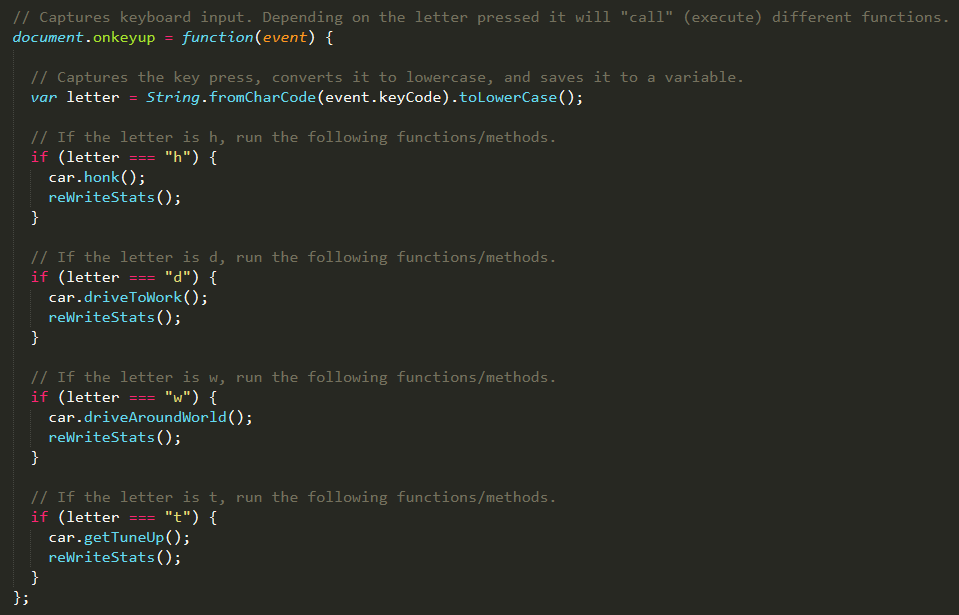 // Captures keyboard input. Depending on the letter pressed it will "call" (execute) different functions.
document.onkeyup = function(event) {
  // Captures the key press, converts it to lowercase, and saves it to a variable.
  var letter = String.fromCharCode(event.keyCode).toLowerCase();
  // If the letter is h, run the following functions/methods.
  if (letter === "h") {
    car.honk();
    reWriteStats();
  }
  // If the letter is d, run the following functions/methods.
  if (letter === "d") {
    car.driveToWork();
    reWriteStats();
  }
  // If the letter is w, run the following functions/methods.
  if (letter === "w") {
    car.driveAroundWorld();
    reWriteStats();
  }
  // If the letter is t, run the following functions/methods.
  if (letter === "t") {
    car.getTuneUp();
    reWriteStats();
  }
};